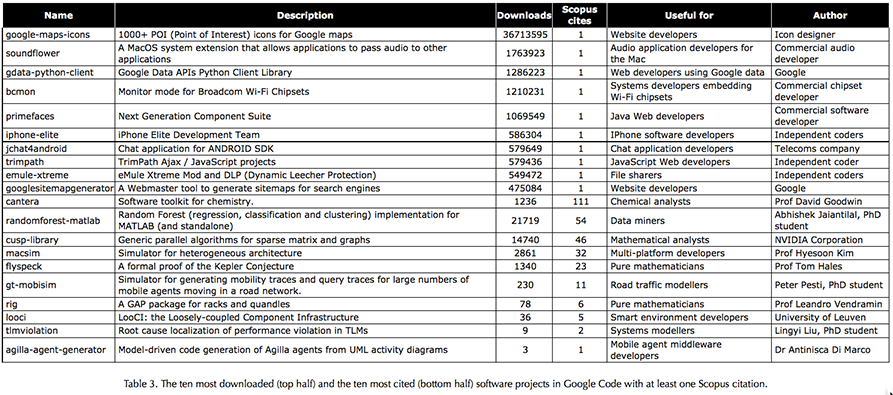 Name Description Downloads Scopus cites Useful for Author
google-maps-icons 1000+ POI (Point of Interest) icons for Google maps 36713595 1 Website developers Icon designer
soundflower A MacOS system extension that allows applications to pass audio to other applications 1763923 1 Audio application developers for the Mac Commercial audio developer
gdata-python-client Google Data APIs Python Client Library 1286223 1 Web developers using Google data Google
bcmon Monitor mode for Broadcom Wi-Fi Chipsets 1210231 1 Systems developers embedding Wi-Fi chipsets Commercial chipset developer
primefaces Next Generation Component Suite 1069549 1 Java Web developers Commercial software developer
iphone-elite iPhone Elite Development Team 586304 1 IPhone software developers Independent coders
jchat4android Chat application for ANDROID SDK 579649 1 Chat application developers Telecoms company
trimpath TrimPath Ajax / JavaScript projects 579436 1 JavaScript Web developers Independent coder
emule-xtreme eMule Xtreme Mod and DLP (Dynamic Leecher Protection) 549472 1 File sharers Independent coders
googlesitemapgenerator A Webmaster tool to generate sitemaps for search engines 475084 1 Website developers Google
cantera Software toolkit for chemistry. 1236 111 Chemical analysts Prof David Goodwin
randomforest-matlab Random Forest (regression, classification and clustering) implementation for MATLAB (and standalone) 21719 54 Data miners Abhishek Jaiantilal, PhD student
cusp-library Generic parallel algorithms for sparse matrix and graphs 14740 46 Mathematical analysts NVIDIA Corporation
macsim Simulator for heterogeneous architecture 2861 32 Multi-platform developers Prof Hyesoon Kim
flyspeck A formal proof of the Kepler Conjecture 1340 23 Pure mathematicians Prof Tom Hales
gt-mobisim Simulator for generating mobility traces and query traces for large numbers of mobile agents moving in a road network. 230 11 Road traffic modellers Peter Pesti, PhD student
rig A GAP package for racks and quandles 78 6 Pure mathematicians Prof Leandro Vendramin
looci LooCI: the Loosely-coupled Component Infrastructure 36 5 Smart environment developers University of Leuven
tlmviolation Root cause localization of performance violation in TLMs 9 2 Systems modellers Lingyi Liu, PhD student
agilla-agent-generator Model-driven code generation of Agilla agents from UML activity diagrams 3 1 Mobile agent middleware developers Dr Antinisca Di Marco
Table 3. The ten most downloaded (top half) and the ten most cited (bottom half) software projects in Google Code with at least one Scopus citation.